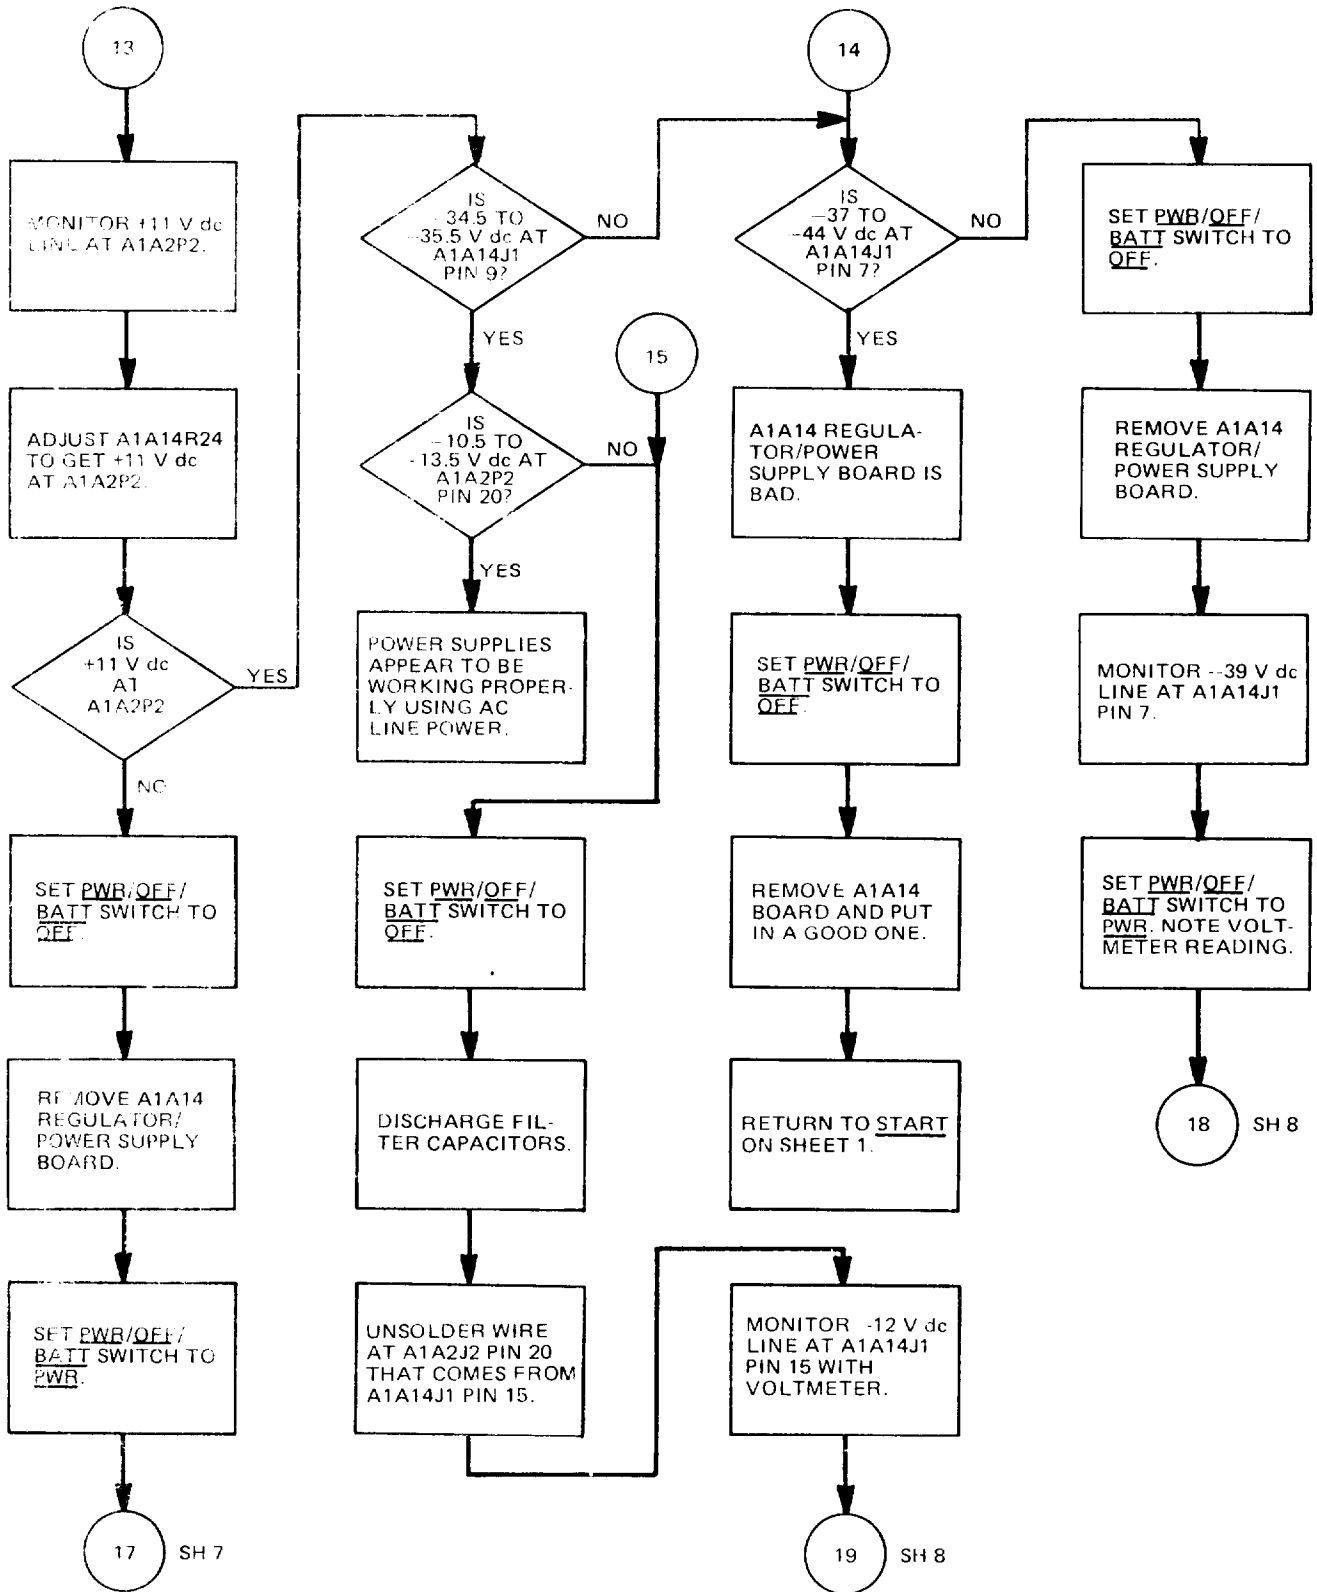 13
MONITOR +11 V dc
LINE AT A1A2P2.
ADJUST A1A14R24
TO GET +11 V dc
AT A1A2P2.
IS
+11 V dc
AT
A1A2P2
YES
NO
SET PWR/OFF/
BATT SWITCH TO
OFF.
REMOVE A1A14
REGULATOR/
POWER SUPPLY
BOARD.
SET PWR/OFF/
BATT SWITCH TO
PWR.
17 SH 7
IS
-34.5 TO
-35.5 V dc AT
A1A14J1
PIN 9?
NO
YES
IS
-10.5 TO
-13.5 V dc AT
A1A2P2
PIN 20?
NO
YES
POWER SUPPLIES
APPEAR TO BE
WORKING PROPER-
LY USING AC
LINE POWER.
15
SET PWR/OFF/
BATT SWITCH TO
OFF.
DISCHARGE FIL-
TER CAPACITORS.
UNSOLDER WIRE
AT A1A2J2 PIN 20
THAT COMES FROM
A1A14J1 PIN 15.
14
IS
-37 TO
-44 V dc AT
A1A14J1
PIN 7?
NO
YES
A1A14 REGULA-
TOR/POWER
SUPPLY BOARD IS
BAD.
SET PWR/OFF/
BATT SWITCH TO
OFF.
REMOVE A1A14
BOARD AND PUT
IN A GOOD ONE.
RETURN TO START
ON SHEET 1.
MONITOR -12 V dc
LINE AT A1A14J1
PIN 15 WITH
VOLTMETER.
19 SH 8
SET PWR/OFF/
BATT SWITCH TO
OFF.
REMOVE A1A14
REGULATOR/
POWER SUPPLY
BOARD.
MONITOR --39 V dc
LINE AT A1A14J1
PIN 7.
SET PWR/OFF/
BATT SWITCH TO
PWR. NOTE VOLT-
METER READING.
18 SH 8